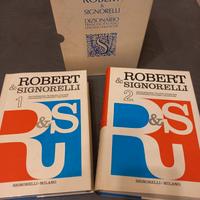 ROBERT
& SIGNORELLI
DIZIONARIO
S
ROBERT
& SIGNORELLI
1
R&S
SIGNORELLI-MILANO
ROBERT
& SIGNORELLI
2
R&S
SIGNORELLI-MILANO